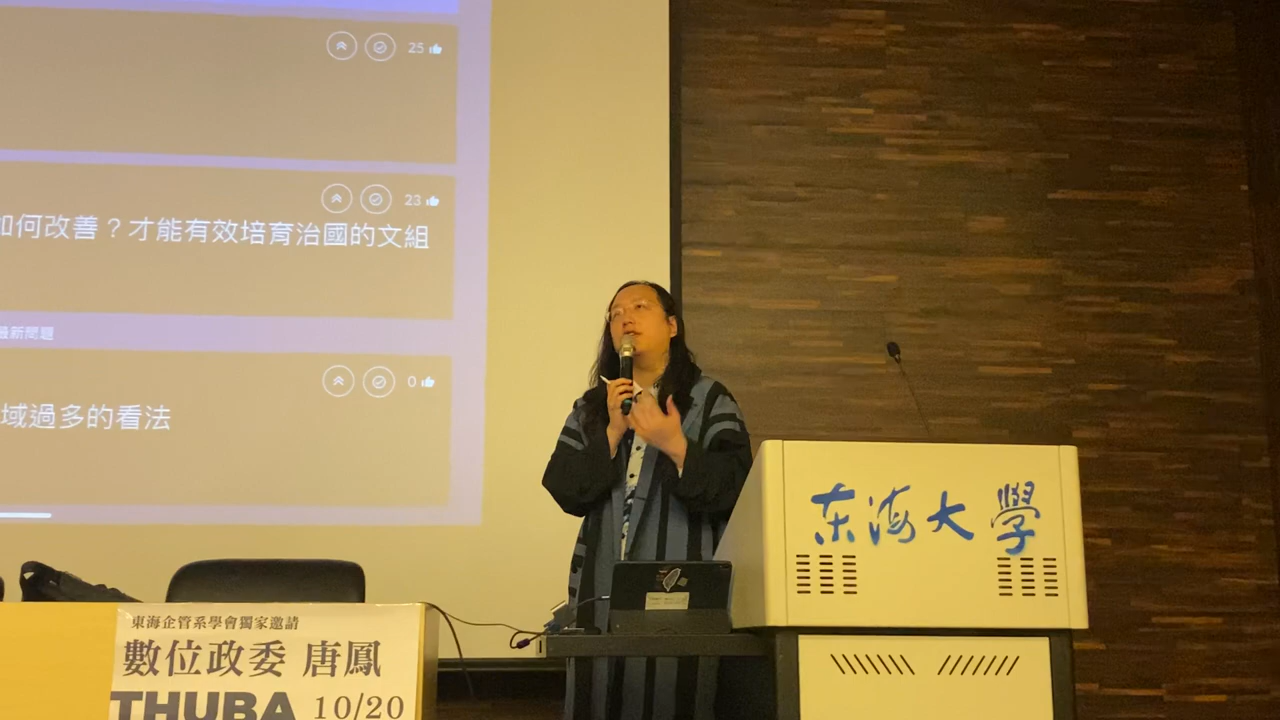 25
23
如何改善？才能有效培育治國的文組
最新問題
0
域過多的看法
东海大學
東海企管系學會獨家邀請
數位政委 唐鳳
THUBA 10/20